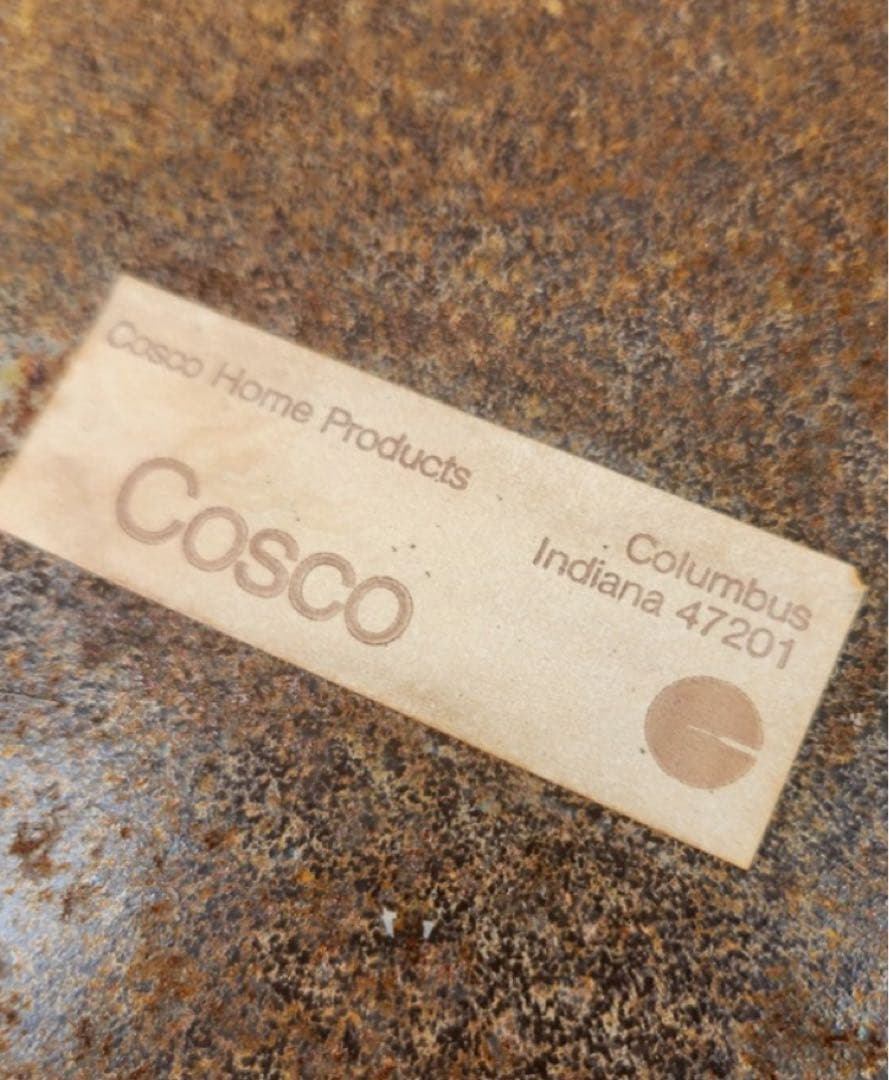 Cosco Home Products
Cosco
Columbus
Indiana 47201